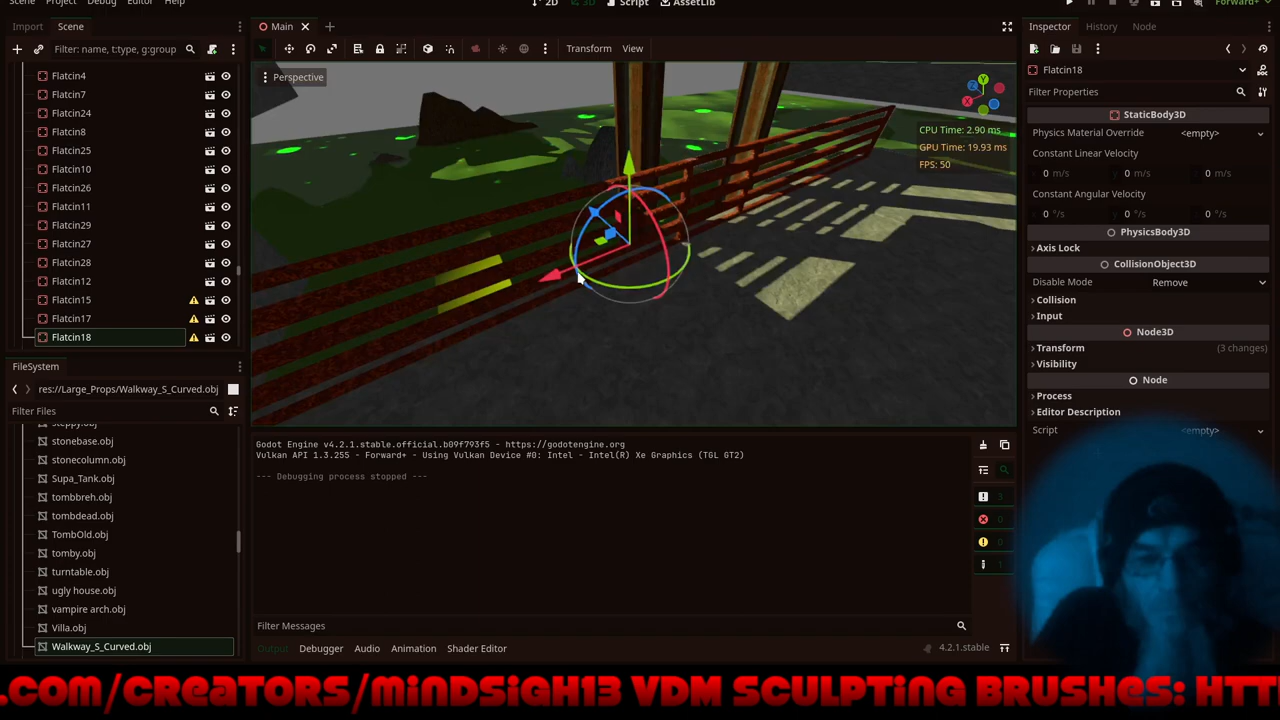 Scene Project Debug Editor Help
2D 3D Script AssetLib
Forward+
Import Scene
Main
Inspector History Node
Filter: name, t:type, g:group
Transform View
Perspective
Flatcin18
Filter Properties
CPU Time: 2.90 ms
GPU Time: 19.93 ms
FPS: 50
Flatcin4
Flatcin7
Flatcin24
Flatcin8
Flatcin25
Flatcin10
Flatcin26
Flatcin11
Flatcin29
Flatcin27
Flatcin28
Flatcin12
Flatcin15
Flatcin17
Flatcin18
StaticBody3D
Physics Material Override <empty>
Constant Linear Velocity
0 m/s 0 m/s 0 m/s
Constant Angular Velocity
0 °/s 0 °/s 0 °/s
PhysicsBody3D
Axis Lock
CollisionObject3D
Disable Mode Remove
Collision
Input
Node3D
Transform (3 changes)
Visibility
Node
Process
Editor Description
Script <empty>
FileSystem
res://Large_Props/Walkway_S_Curved.obj
Filter Files
steppy.obj
stonebase.obj
stonecolumn.obj
Supa_Tank.obj
tombbreh.obj
tombdead.obj
TombOld.obj
tomby.obj
turntable.obj
ugly house.obj
vampire arch.obj
Villa.obj
Walkway_S_Curved.obj
Godot Engine v4.2.1.stable.official.b09f793f5 - https://godotengine.org
Vulkan API 1.3.255 - Forward+ - Using Vulkan Device #0: Intel - Intel(R) Xe Graphics (TGL GT2)
--- Debugging process stopped ---
3
0
1
Filter Messages
Output Debugger Audio Animation Shader Editor
4.2.1.stable
.com/creators/mindsigh13 VDM SCULPTING BRUSHES: HTT